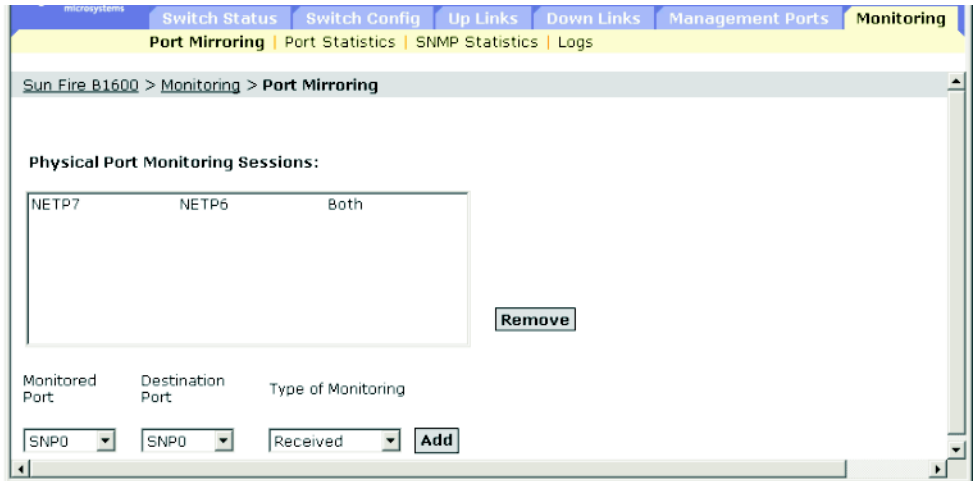 microsystems
Switch Status Switch Config Up Links Down Links Management Ports Monitoring
Port Mirroring | Port Statistics | SNMP Statistics | Logs
Sun Fire B1600 > Monitoring > Port Mirroring
Physical Port Monitoring Sessions:
NETP7 NETP6 Both
Remove
Monitored Port
Destination Port
Type of Monitoring
SNP0 SNP0 Received Add